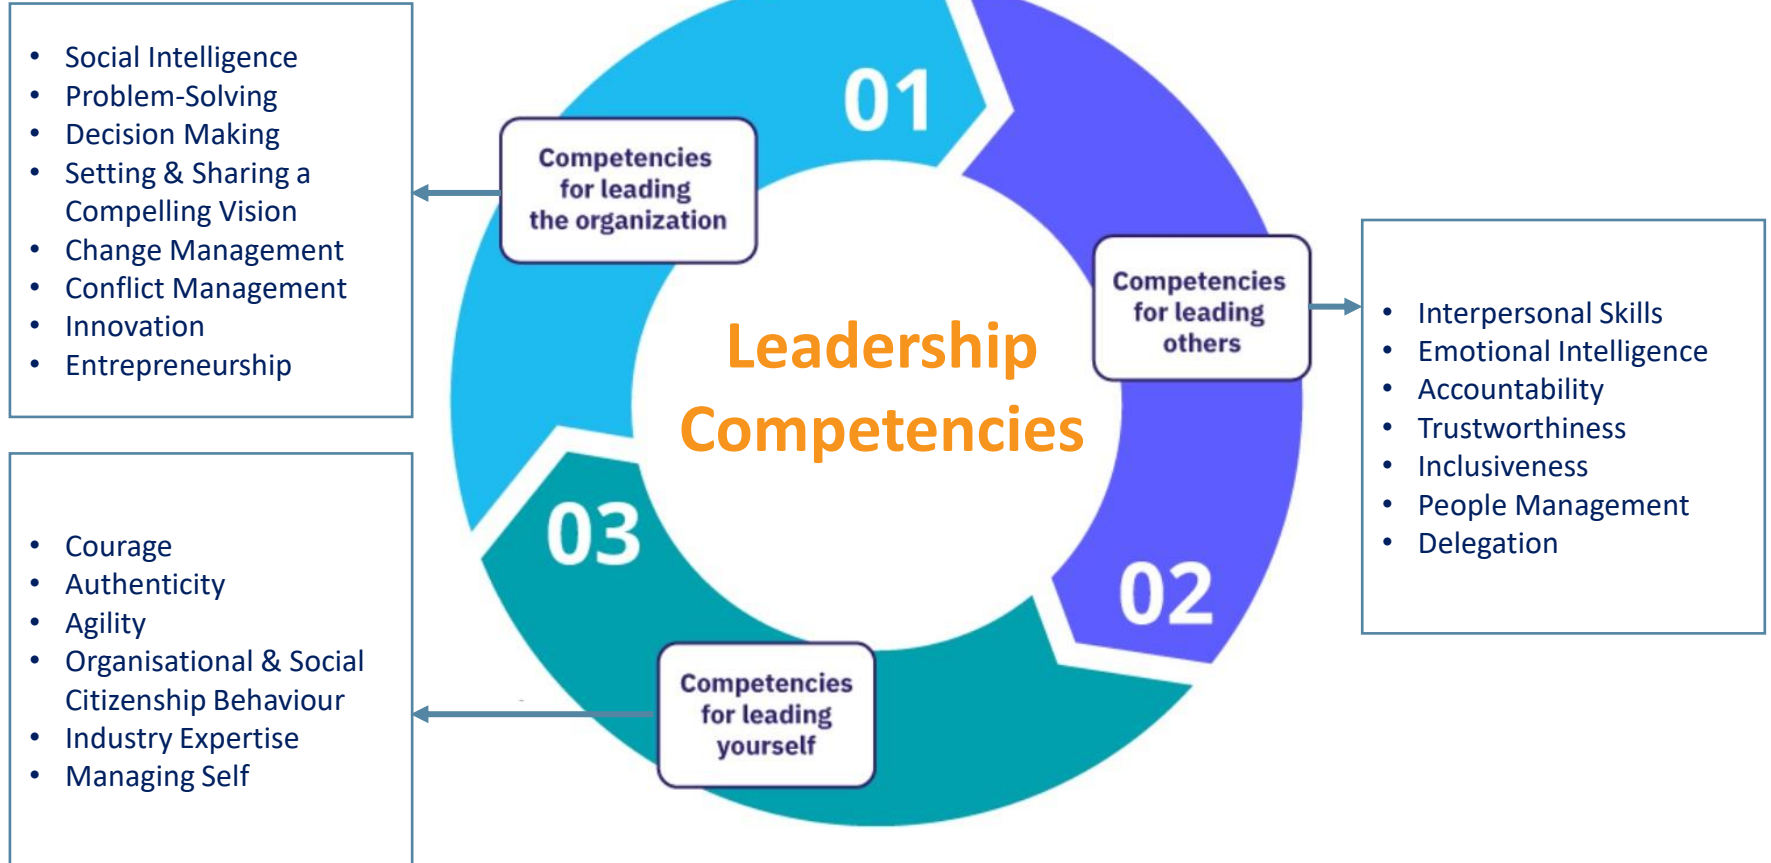 • Social Intelligence
• Problem-Solving
• Decision Making
• Setting & Sharing a
Compelling Vision
• Change Management
• Conflict Management
• Innovation
• Entrepreneurship
01
Competencies
for leading
the organization
Leadership
Competencies
Competencies
for leading
others
• Interpersonal Skills
• Emotional Intelligence
• Accountability
• Trustworthiness
• Inclusiveness
• People Management
• Delegation
02
03
Competencies
for leading
yourself
• Courage
• Authenticity
• Agility
• Organisational & Social
Citizenship Behaviour
• Industry Expertise
• Managing Self